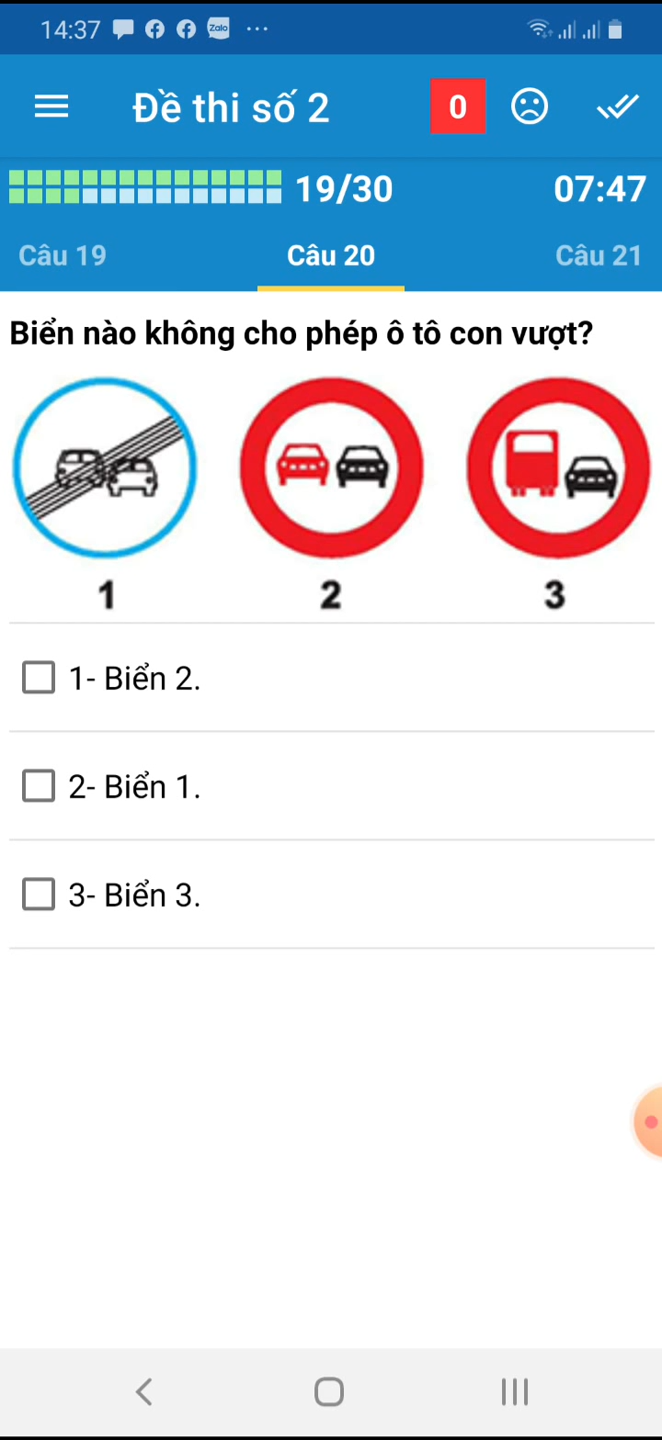 14:37
Zalo
Đề thi số 2
0
19/30
07:47
Câu 19
Câu 20
Câu 21
Biển nào không cho phép ô tô con vượt?
1
2
3
1- Biển 2.
2- Biển 1.
3- Biển 3.